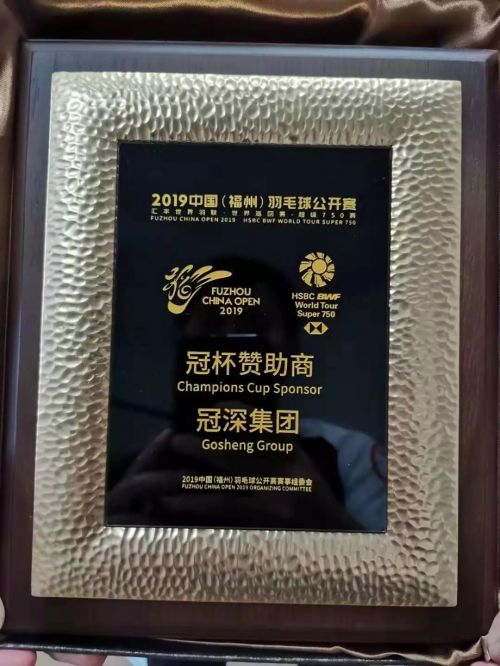 2019中国（福州）羽毛球公开赛
汇丰世界羽联·世界巡回赛·超级750赛
FUZHOU CHINA OPEN 2019 HSBC BWF WORLD TOUR SUPER 750
FUZHOU
CHINA OPEN
2019
HSBC BWF
World Tour
Super 750
冠杯赞助商
Champions Cup Sponsor
冠深集团
Gosheng Group
2019中国（福州）羽毛球公开赛赛事组委会
FUZHOU CHINA OPEN 2019 ORGANIZING COMMITTEE